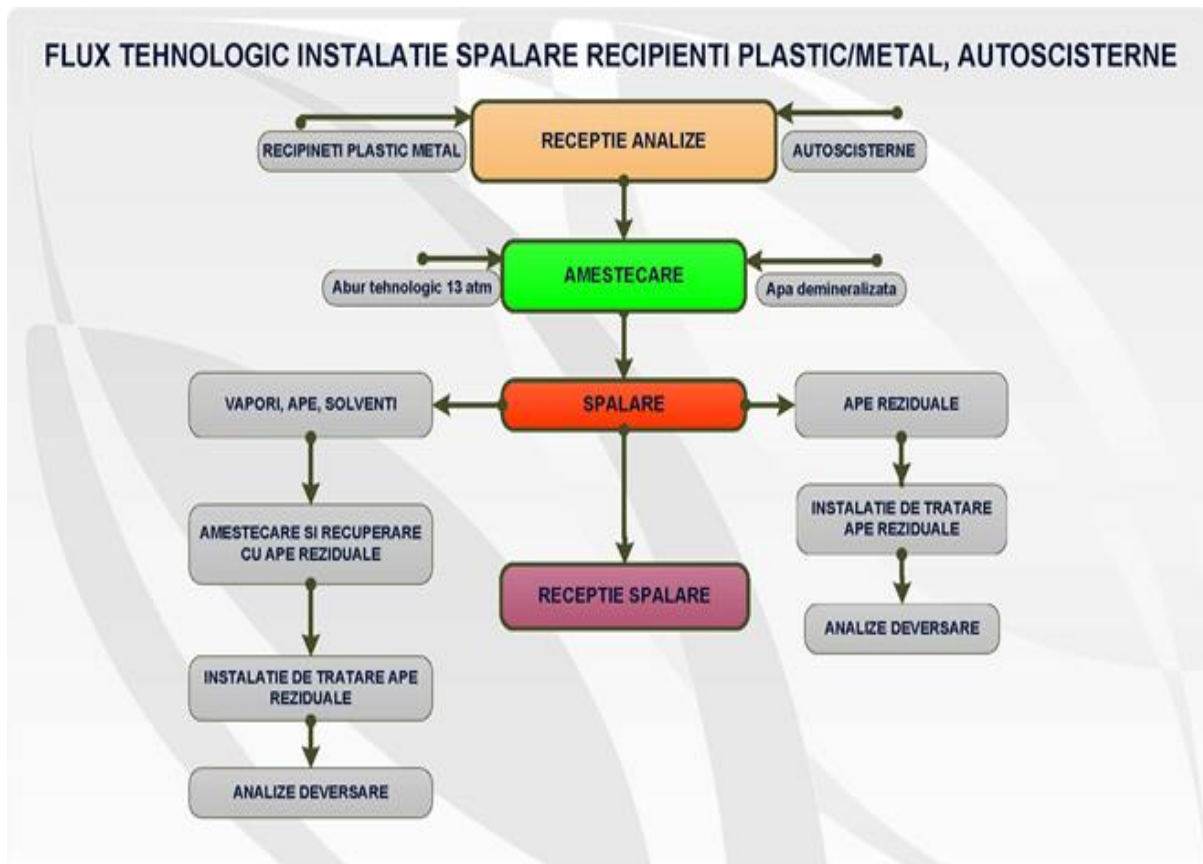 FLUX TEHNOLOGIC INSTALATIE SPALARE RECIPIENTI PLASTIC/METAL, AUTOSCISTERNE
RECIPINETI PLASTIC METAL
RECEPTIE ANALIZE
AUTOSCISTERNE
Abur tehnologic 13 atm
AMESTECARE
Apa demineralizata
VAPORI, APE, SOLVENTI
SPALARE
APE REZIDUALE
AMESTECARE SI RECUPERARE
CU APE REZIDUALE
INSTALATIE DE TRATARE
APE REZIDUALE
RECEPTIE SPALARE
ANALIZE DEVERSARE
INSTALATIE DE TRATARE APE
REZIDUALE
ANALIZE DEVERSARE